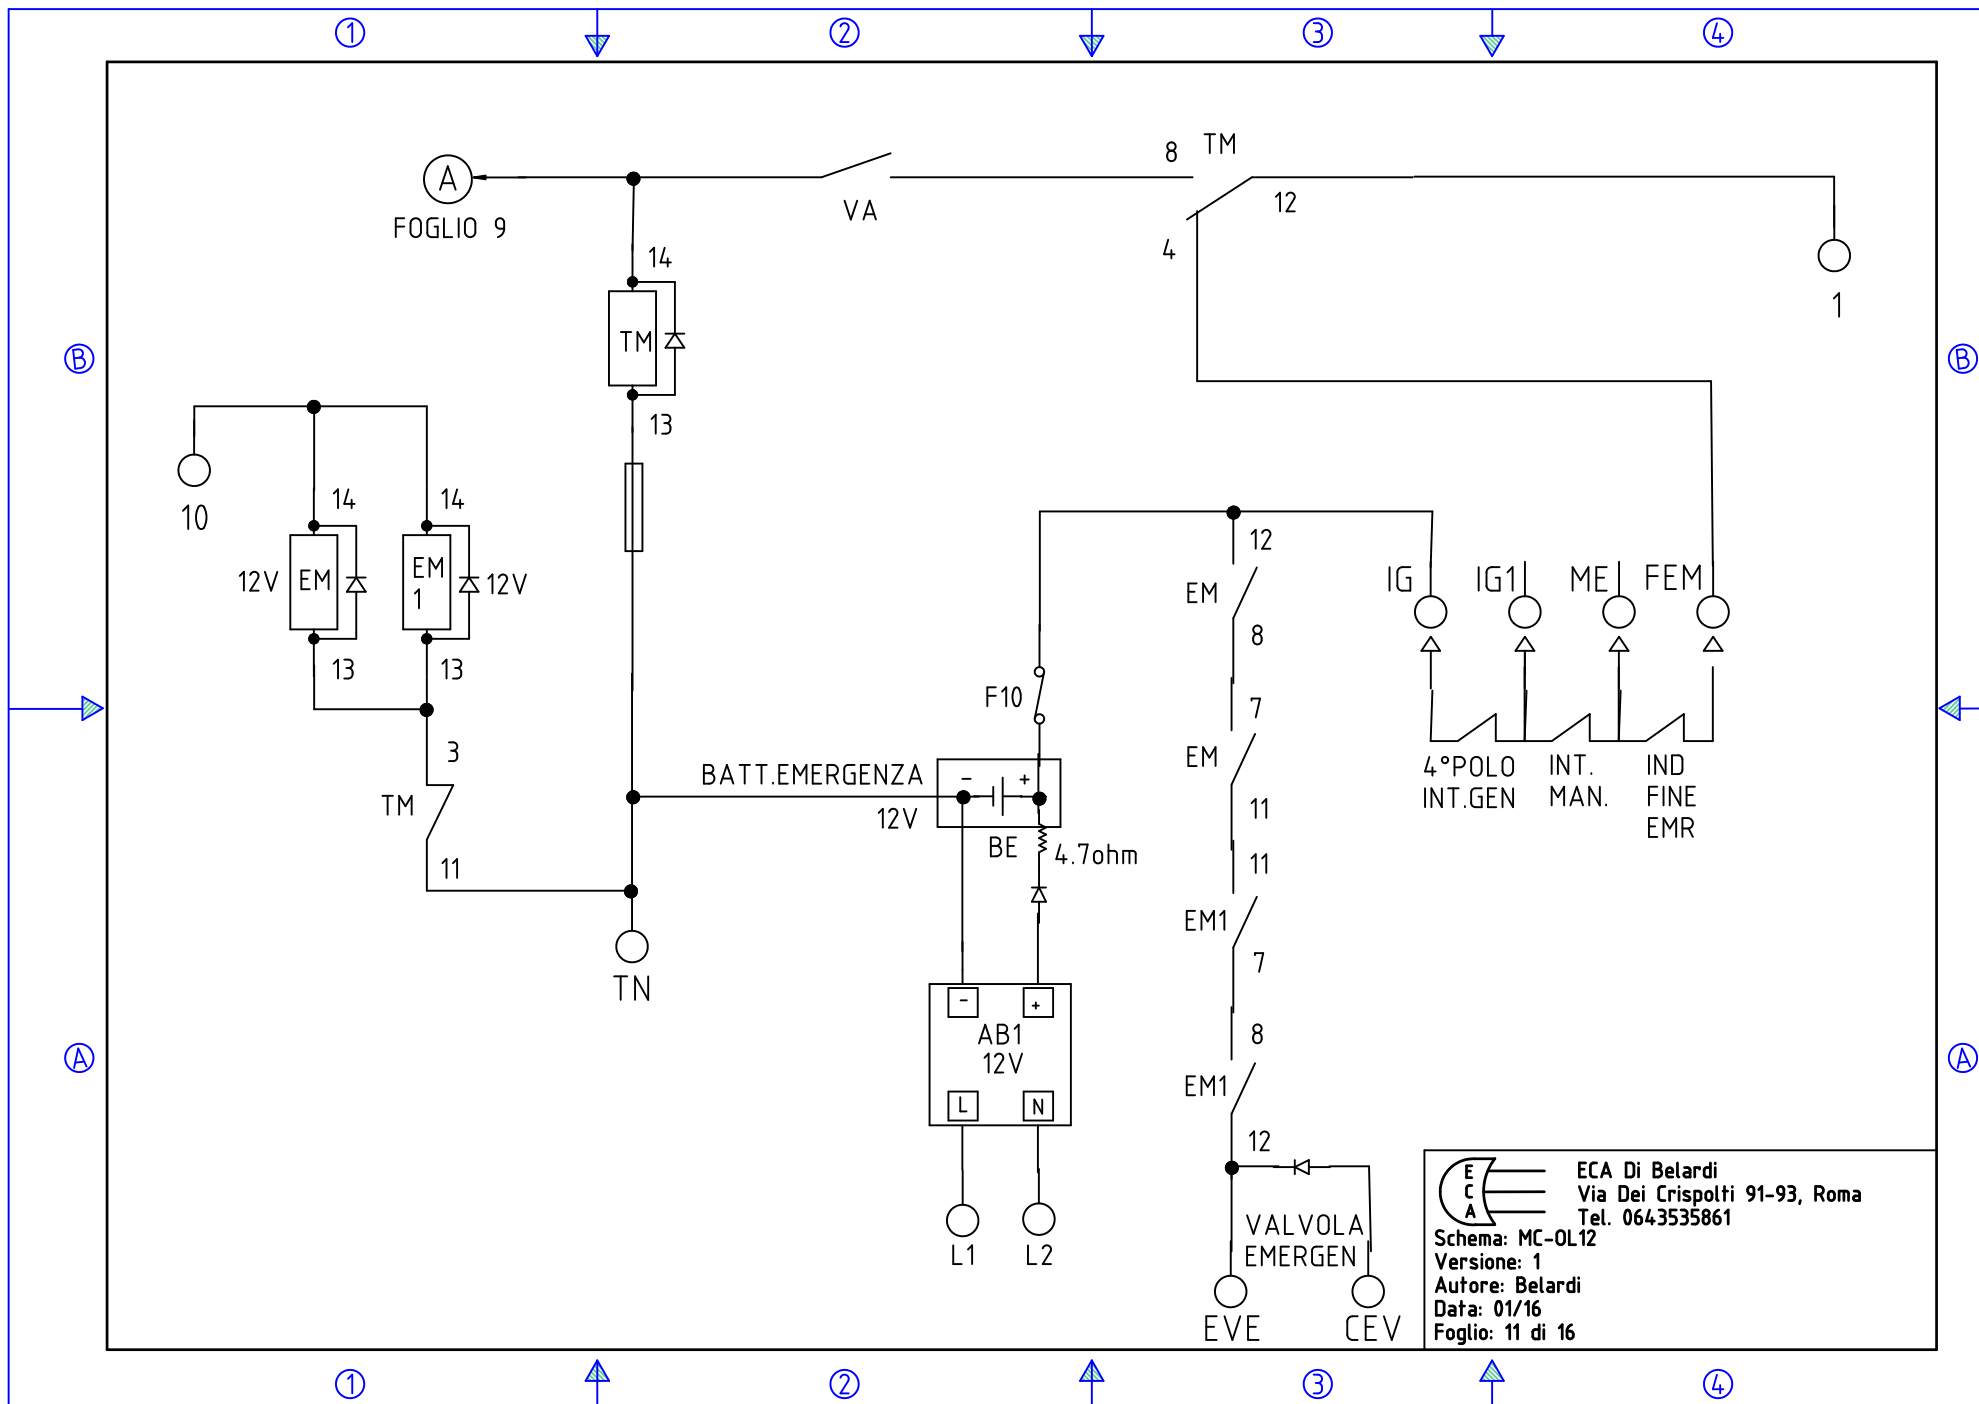 1
2
3
4
A
FOGLIO 9
VA
8
TM
12
4
1
14
TM
13
B
B
10
14
14
12V
EM
EM
1
12V
13
13
3
TM
11
TN
BATT.EMERGENZA
12V
-
+
BE
4.7ohm
F10
-
+
AB1
12V
L
N
L1
L2
12
EM
8
7
EM
11
11
EM1
7
8
EM1
12
VALVOLA
EMERGEN
EVE
CEV
IG
IG1
ME
FEM
4°POLO
INT.GEN
INT.
MAN.
IND
FINE
EMR
A
A
E
C
A
ECA Di Belardi
Via Dei Crispolti 91-93, Roma
Tel. 0643535861
Schema: MC-OL12
Versione: 1
Autore: Belardi
Data: 01/16
Foglio: 11 di 16
1
2
3
4